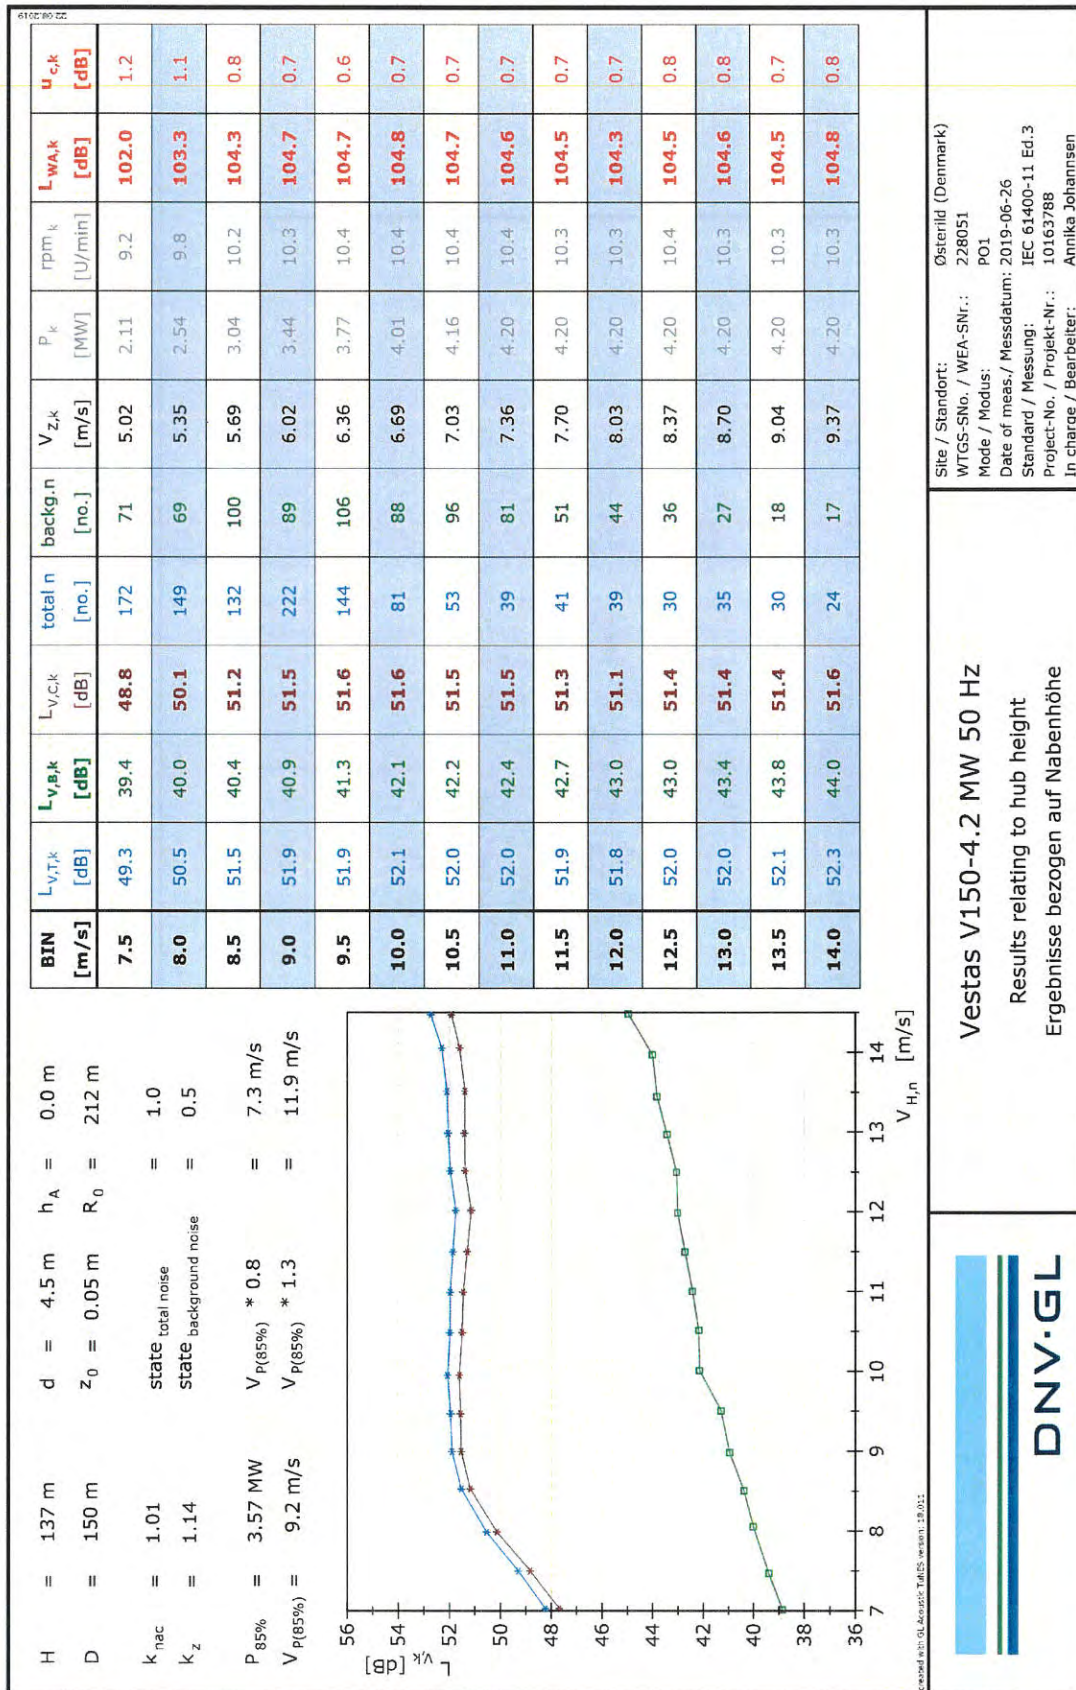 H = 137 m d = 4.5 m hA = 0.0 m
D = 150 m z0 = 0.05 m R0 = 212 m
knac = 1.01 state total noise = 1.0
kz = 1.14 state background noise = 0.5
P85% = 3.57 MW VP(85%) * 0.8 = 7.3 m/s
VP(85%) = 9.2 m/s VP(85%) * 1.3 = 11.9 m/s
L V,k [dB]
56
54
52
50
48
46
44
42
40
38
36
7 8 9 10 11 12 13 14
VH,n [m/s]
created with GL Acoustic TuNES version: 18.011
BIN LV,T,k LV,B,k LV,C,k total n backg.n VZ,k Pk rpmk LWA,k uc,k
[m/s] [dB] [dB] [dB] [no.] [no.] [m/s] [MW] [U/min] [dB] [dB]
7.5 49.3 39.4 48.8 172 71 5.02 2.11 9.2 102.0 1.2
8.0 50.5 40.0 50.1 149 69 5.35 2.54 9.8 103.3 1.1
8.5 51.5 40.4 51.2 132 100 5.69 3.04 10.2 104.3 0.8
9.0 51.9 40.9 51.5 222 89 6.02 3.44 10.3 104.7 0.7
9.5 51.9 41.3 51.6 144 106 6.36 3.77 10.4 104.7 0.6
10.0 52.1 42.1 51.6 81 88 6.69 4.01 10.4 104.8 0.7
10.5 52.0 42.2 51.5 53 96 7.03 4.16 10.4 104.7 0.7
11.0 52.0 42.4 51.5 39 81 7.36 4.20 10.4 104.6 0.7
11.5 51.9 42.7 51.3 41 51 7.70 4.20 10.3 104.5 0.7
12.0 51.8 43.0 51.1 39 44 8.03 4.20 10.3 104.3 0.7
12.5 52.0 43.0 51.4 30 36 8.37 4.20 10.4 104.5 0.8
13.0 52.0 43.4 51.4 35 27 8.70 4.20 10.3 104.6 0.8
13.5 52.1 43.8 51.4 30 18 9.04 4.20 10.3 104.5 0.7
14.0 52.3 44.0 51.6 24 17 9.37 4.20 10.3 104.8 0.8
22.08.2019
DNV·GL
Vestas V150-4.2 MW 50 Hz
Results relating to hub height
Ergebnisse bezogen auf Nabenhöhe
Site / Standort: Østerild (Denmark)
WTGS-SNo. / WEA-SNr.: 228051
Mode / Modus: PO1
Date of meas./ Messdatum: 2019-06-26
Standard / Messung: IEC 61400-11 Ed.3
Project-No. / Projekt-Nr.: 10163788
In charge / Bearbeiter: Annika Johannsen